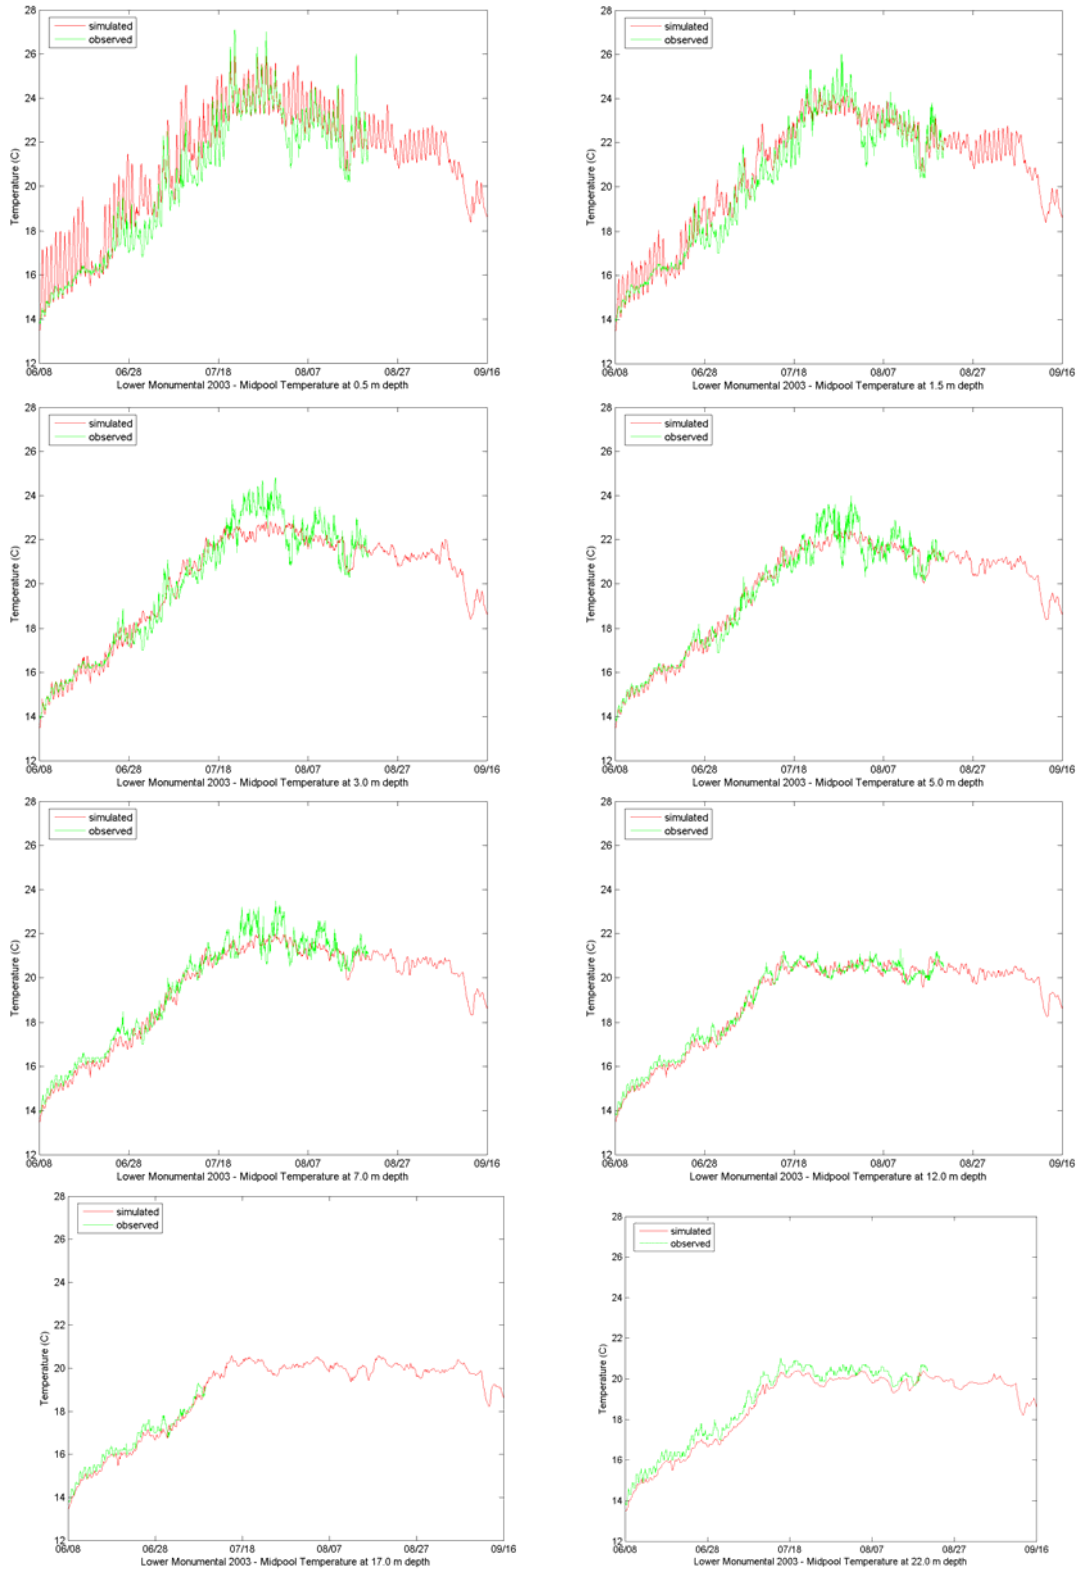 28
26
24
22
20
18
16
14
12
Temperature (C)
simulated
observed
06/08 06/28 07/18 08/07 08/27 09/16
Lower Monumental 2003 - Midpool Temperature at 0.5 m depth
28
26
24
22
20
18
16
14
12
Temperature (C)
simulated
observed
06/08 06/28 07/18 08/07 08/27 09/16
Lower Monumental 2003 - Midpool Temperature at 1.5 m depth
28
26
24
22
20
18
16
14
12
Temperature (C)
simulated
observed
06/08 06/28 07/18 08/07 08/27 09/16
Lower Monumental 2003 - Midpool Temperature at 3.0 m depth
28
26
24
22
20
18
16
14
12
Temperature (C)
simulated
observed
06/08 06/28 07/18 08/07 08/27 09/16
Lower Monumental 2003 - Midpool Temperature at 5.0 m depth
28
26
24
22
20
18
16
14
12
Temperature (C)
simulated
observed
06/08 06/28 07/18 08/07 08/27 09/16
Lower Monumental 2003 - Midpool Temperature at 7.0 m depth
28
26
24
22
20
18
16
14
12
Temperature (C)
simulated
observed
06/08 06/28 07/18 08/07 08/27 09/16
Lower Monumental 2003 - Midpool Temperature at 12.0 m depth
28
26
24
22
20
18
16
14
12
Temperature (C)
simulated
observed
06/08 06/28 07/18 08/07 08/27 09/16
Lower Monumental 2003 - Midpool Temperature at 17.0 m depth
28
26
24
22
20
18
16
14
12
Temperature (C)
simulated
observed
06/08 06/28 07/18 08/07 08/27 09/16
Lower Monumental 2003 - Midpool Temperature at 22.0 m depth